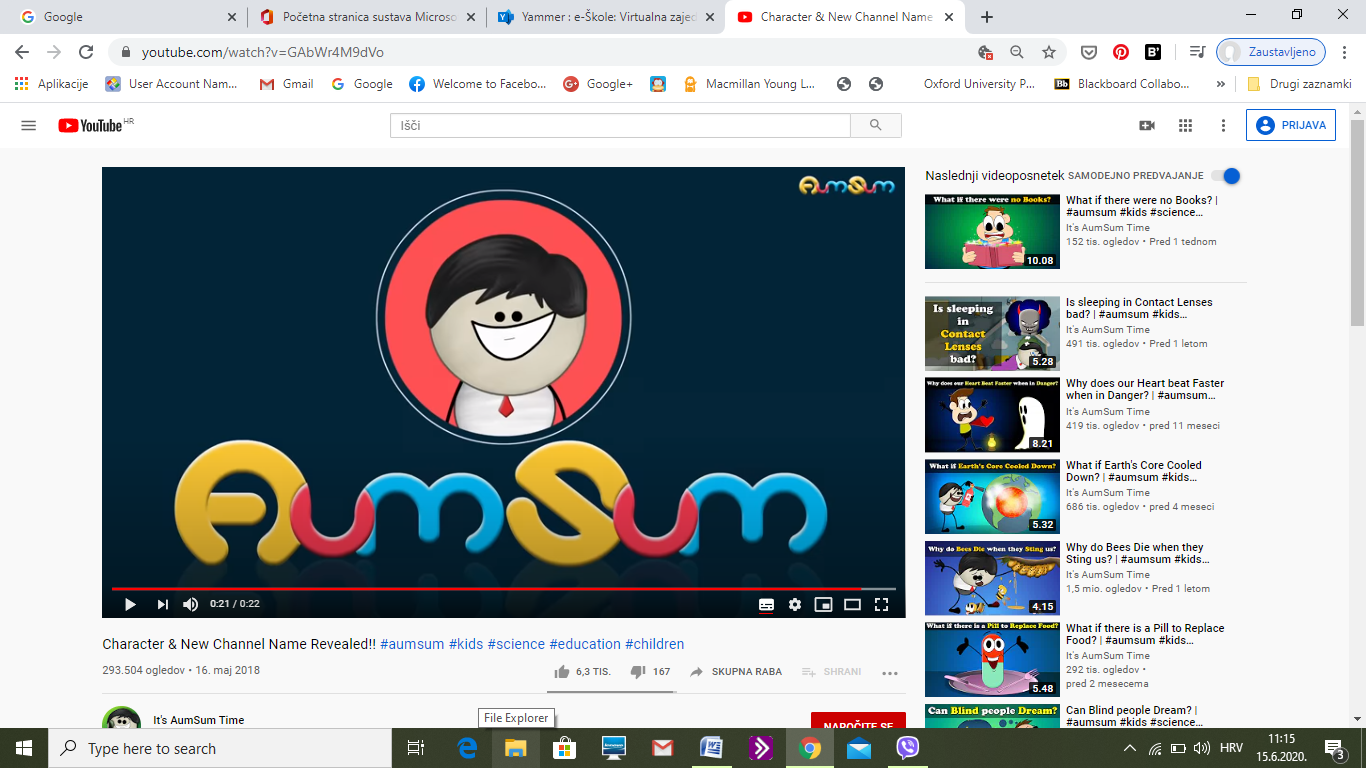 Google
Početna stranica sustava Microso
Yammer : e-Škole: Virtualna zajed
Character & New Channel Name
youtube.com/watch?v=GAbWr4M9dVo
Zaustavljeno
Aplikacije
User Account Nam...
Gmail
Google
Welcome to Facebo...
Google+
Macmillan Young L...
Oxford University P...
Bb
Blackboard Collabo...
»
Drugi zaznamki
YouTube HR
Išči
PRIJAVA
AumSum
AumSum
0:21 / 0:22
Character & New Channel Name Revealed!! #aumsum #kids #science #education #children
293.504 ogledov • 16. maj 2018
6,3 TIS.
167
SKUPNA RABA
SHRANI
It's AumSum Time
NAROČITE SE
Naslednji videoposnetek
SAMODEJNO PREDVAJANJE
What if there were no Books?
10.08
What if there were no Books? |
#aumsum #kids #science...
It's AumSum Time
152 tis. ogledov • Pred 1 tednom
Is sleeping
in
Contact
Lenses
bad?
5.28
Is sleeping in Contact Lenses
bad? | #aumsum #kids...
It's AumSum Time
491 tis. ogledov • Pred 1 letom
Why does our Heart Beat Faster when in Danger?
8.21
Why does our Heart beat Faster
when in Danger? | #aumsum...
It's AumSum Time
419 tis. ogledov • pred 11 meseci
What if Earth's Core Cooled Down?
5.32
What if Earth's Core Cooled
Down? | #aumsum #kids...
It's AumSum Time
686 tis. ogledov • pred 4 meseci
Why do Bees Die when they Sting us?
4.15
Why do Bees Die when they
Sting us? | #aumsum #kids...
It's AumSum Time
1,5 mio. ogledov • Pred 1 letom
What if there is a Pill to Replace Food?
5.48
What if there is a Pill to Replace
Food? | #aumsum #kids...
It's AumSum Time
292 tis. ogledov •
pred 2 mesecema
Can Blind people Dream?
Can Blind people Dream? |
#aumsum #kids #science...
File Explorer
Type here to search
HRV
11:15
15.6.2020.
3